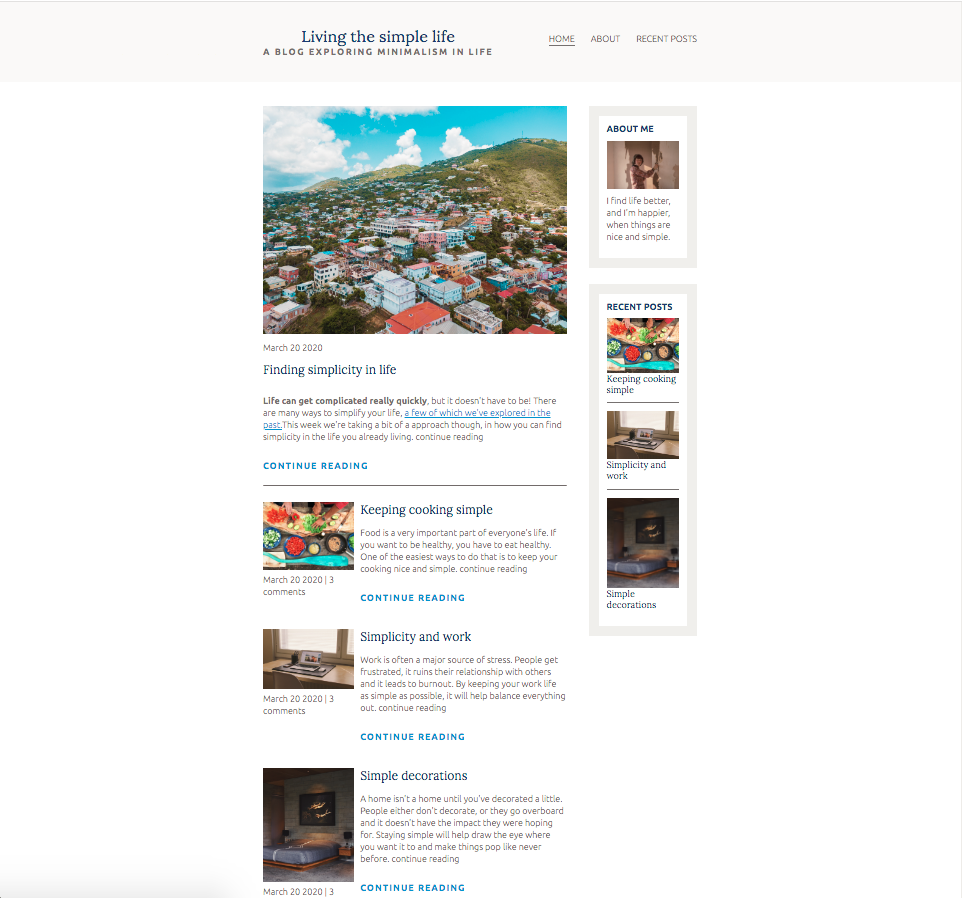 Living the simple life
A BLOG EXPLORING MINIMALISM IN LIFE
HOME ABOUT RECENT POSTS
March 20 2020
Finding simplicity in life
Life can get complicated really quickly, but it doesn't have to be! There
are many ways to simplify your life, a few of which we've explored in the
past.This week we're taking a bit of a approach though, in how you can find
simplicity in the life you already living. continue reading
CONTINUE READING
Keeping cooking simple
Food is a very important part of everyone's life. If
you want to be healthy, you have to eat healthy.
One of the easiest ways to do that is to keep your
cooking nice and simple. continue reading
March 20 2020 | 3
comments
CONTINUE READING
Simplicity and work
Work is often a major source of stress. People get
frustrated, it ruins their relationship with others
and it leads to burnout. By keeping your work life
as simple as possible, it will help balance everything
out. continue reading
March 20 2020 | 3
comments
CONTINUE READING
Simple decorations
A home isn't a home until you've decorated a little.
People either don't decorate, or they go overboard
and it doesn't have the impact they were hoping
for. Staying simple will help draw the eye where
you want it to and make things pop like never
before. continue reading
March 20 2020 | 3
CONTINUE READING
ABOUT ME
I find life better,
and I'm happier,
when things are
nice and simple.
RECENT POSTS
Keeping cooking
simple
Simplicity and
work
Simple
decorations